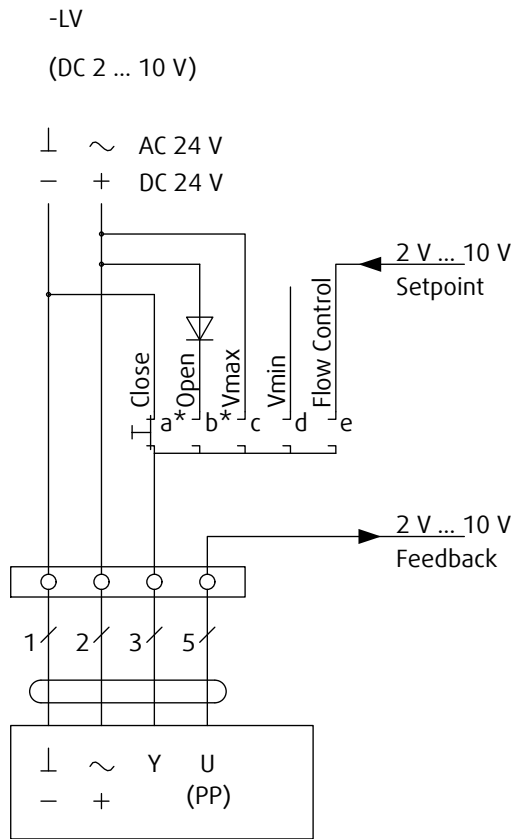 -LV
(DC 2 ... 10 V)
⊥ ~ AC 24 V
− + DC 24 V
2 V ... 10 V
Setpoint
Close
Open
Vmax
Vmin
Flow Control
a* b* c d e
2 V ... 10 V
Feedback
1 2 3 5
⊥ ~ Y U
− + (PP)